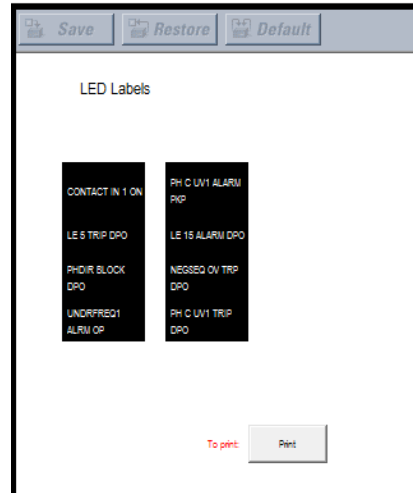 Save Restore Default
LED Labels
CONTACT IN 1 ON
LE 5 TRIP DPO
PHDIR BLOCK
DPO
UNDRFREQ1
ALRM OP
PH C UV1 ALARM
PKP
LE 15 ALARM DPO
NEGSEQ OV TRP
DPO
PH C UV1 TRIP
DPO
To print: Print